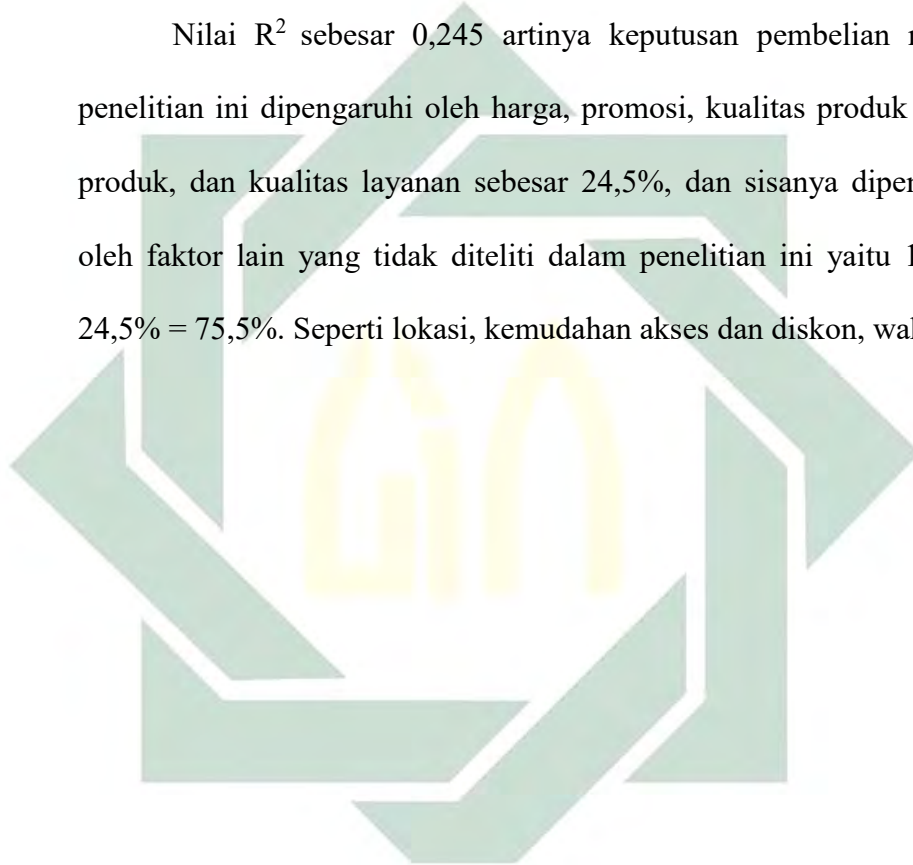 Nilai R² sebesar 0,245 artinya keputusan pembelian
penelitian ini dipengaruhi oleh harga, promosi, kualitas produk
produk, dan kualitas layanan sebesar 24,5%, dan sisanya
oleh faktor lain yang tidak diteliti dalam penelitian ini yaitu
24,5% = 75,5%. Seperti lokasi, kemudahan akses dan diskon,